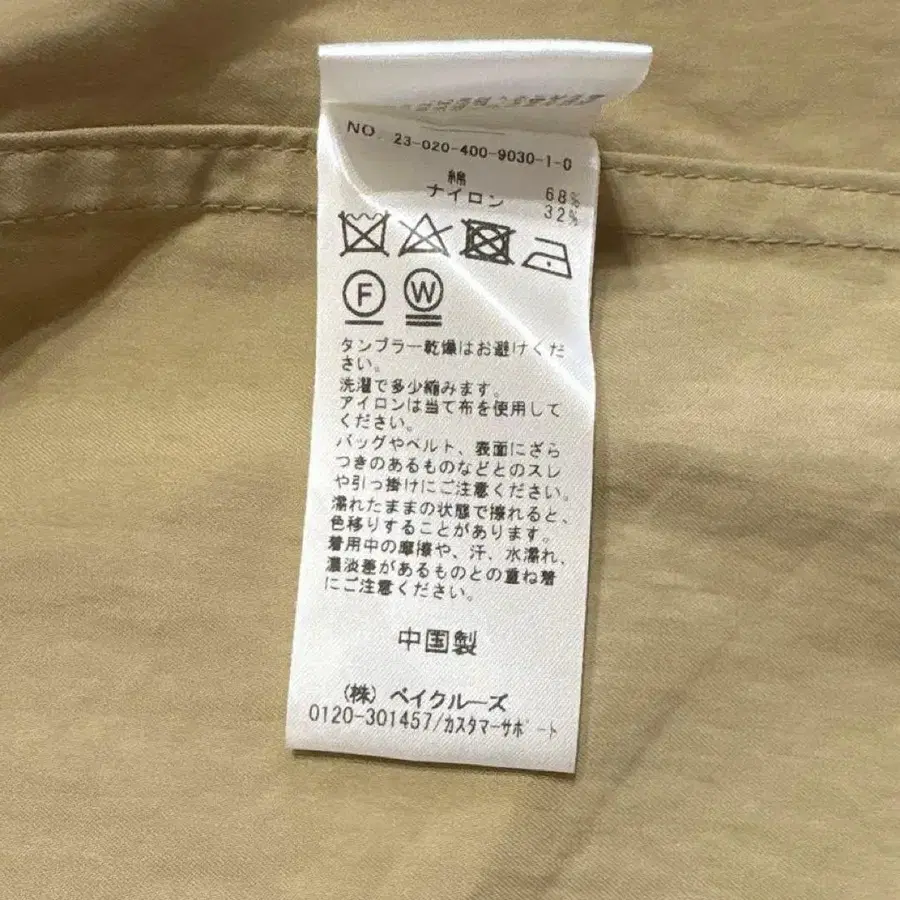 NO. 23-020-400-9030-1-0
綿 68%
ナイロン 32%
F W
タンブラー乾燥はお避けくだ
さい。
洗濯で多少縮みます。
アイロンは当て布を使用して
ください。
バッグやベルト、表面にざら
つきのあるものなどとのスレ
や引っ掛けにご注意ください。
濡れたままの状態で擦れると、
色移りすることがあります。
着用中の摩擦や、汗、水濡れ、
濃淡差があるものとの重ね着
にご注意ください。
中国製
(株) ベイクルーズ
0120-301457/カスタマーサポート